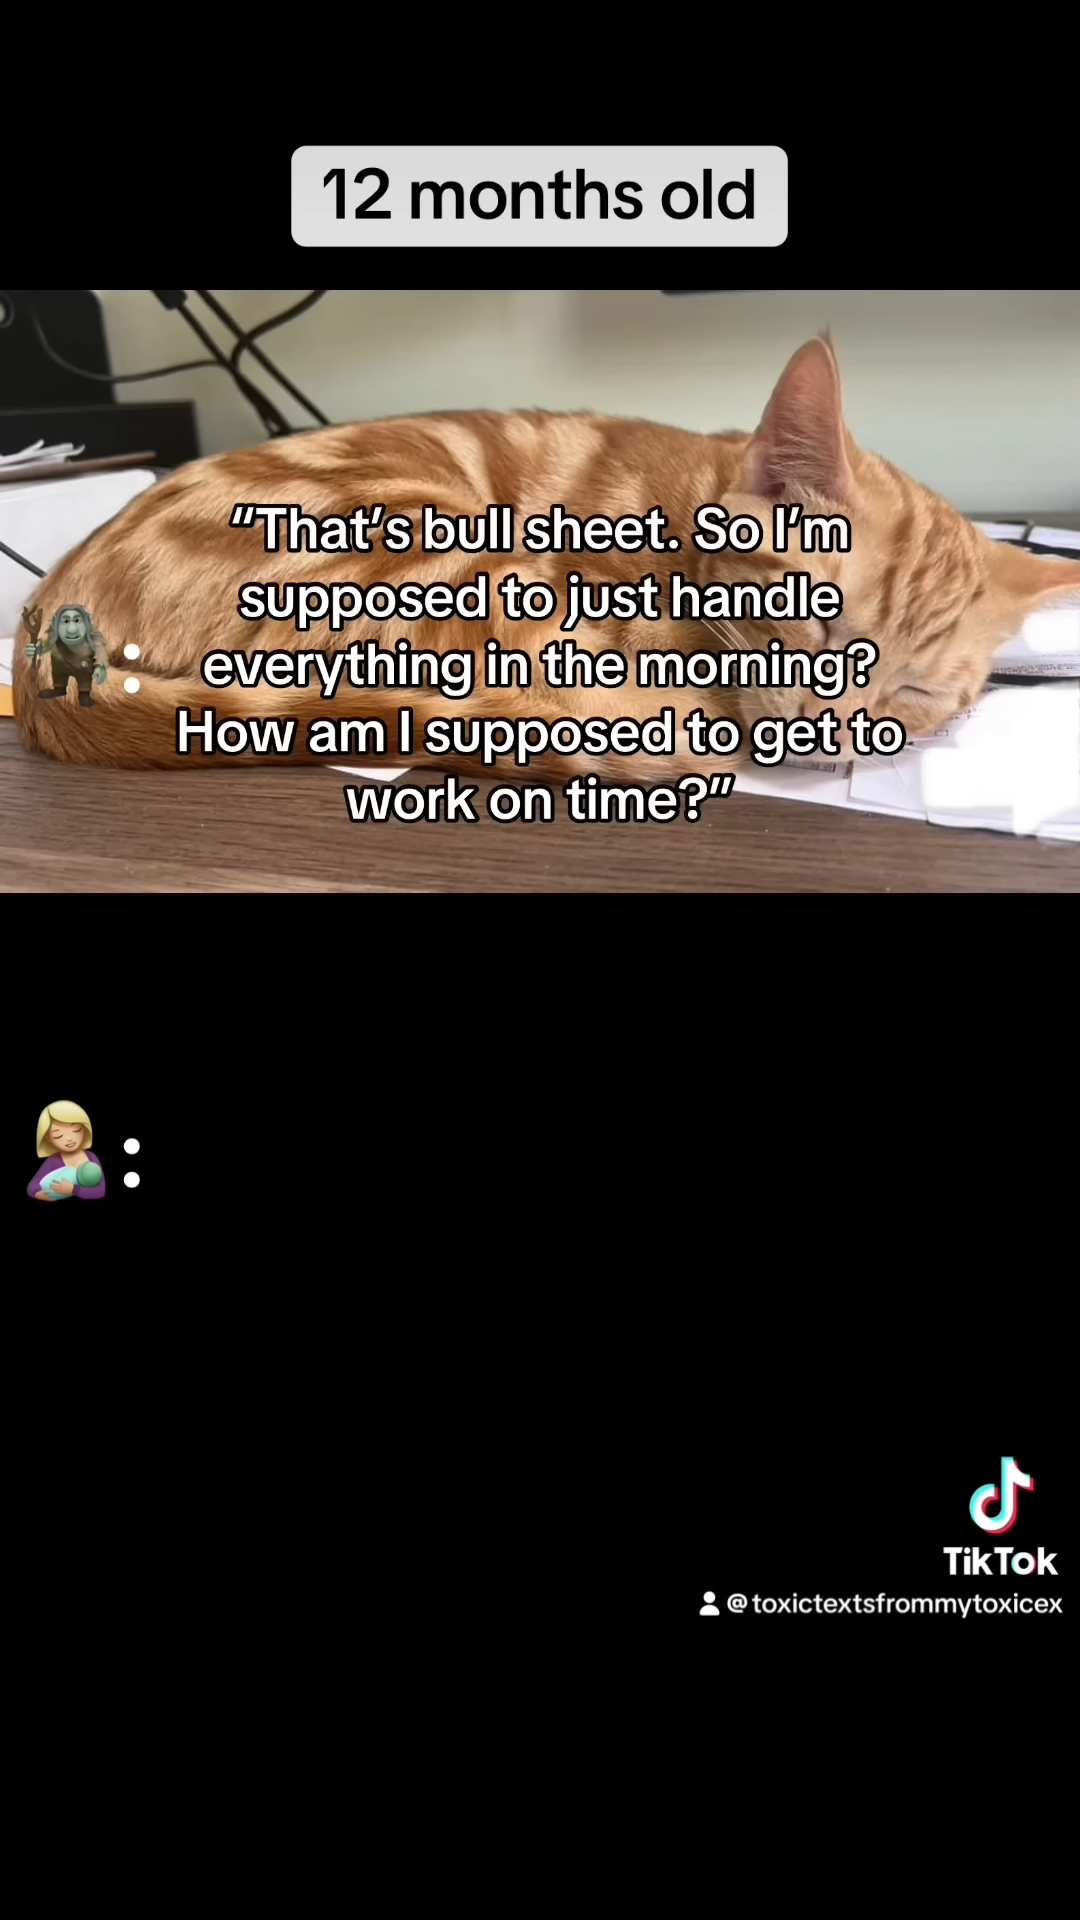 12 months old
“That’s bull sheet. So I’m
supposed to just handle
:
everything in the morning?
How am I supposed to get to
work on time?”
:
TikTok
@toxictextsfrommytoxicex